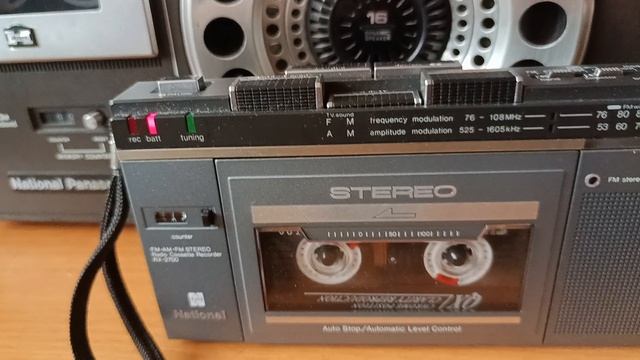 16
National Panaso
TV sound
F M frequency modulation 76 - 108MHz
A M amplitude modulation 525 - 1605kHz
76 80
53 60 7
rec batt tuning
FM stereo
STEREO
counter
FM-AM-FM STEREO
Radio Cassette Recorder
RX-2700
National
Auto Stop/Automatic Level Control